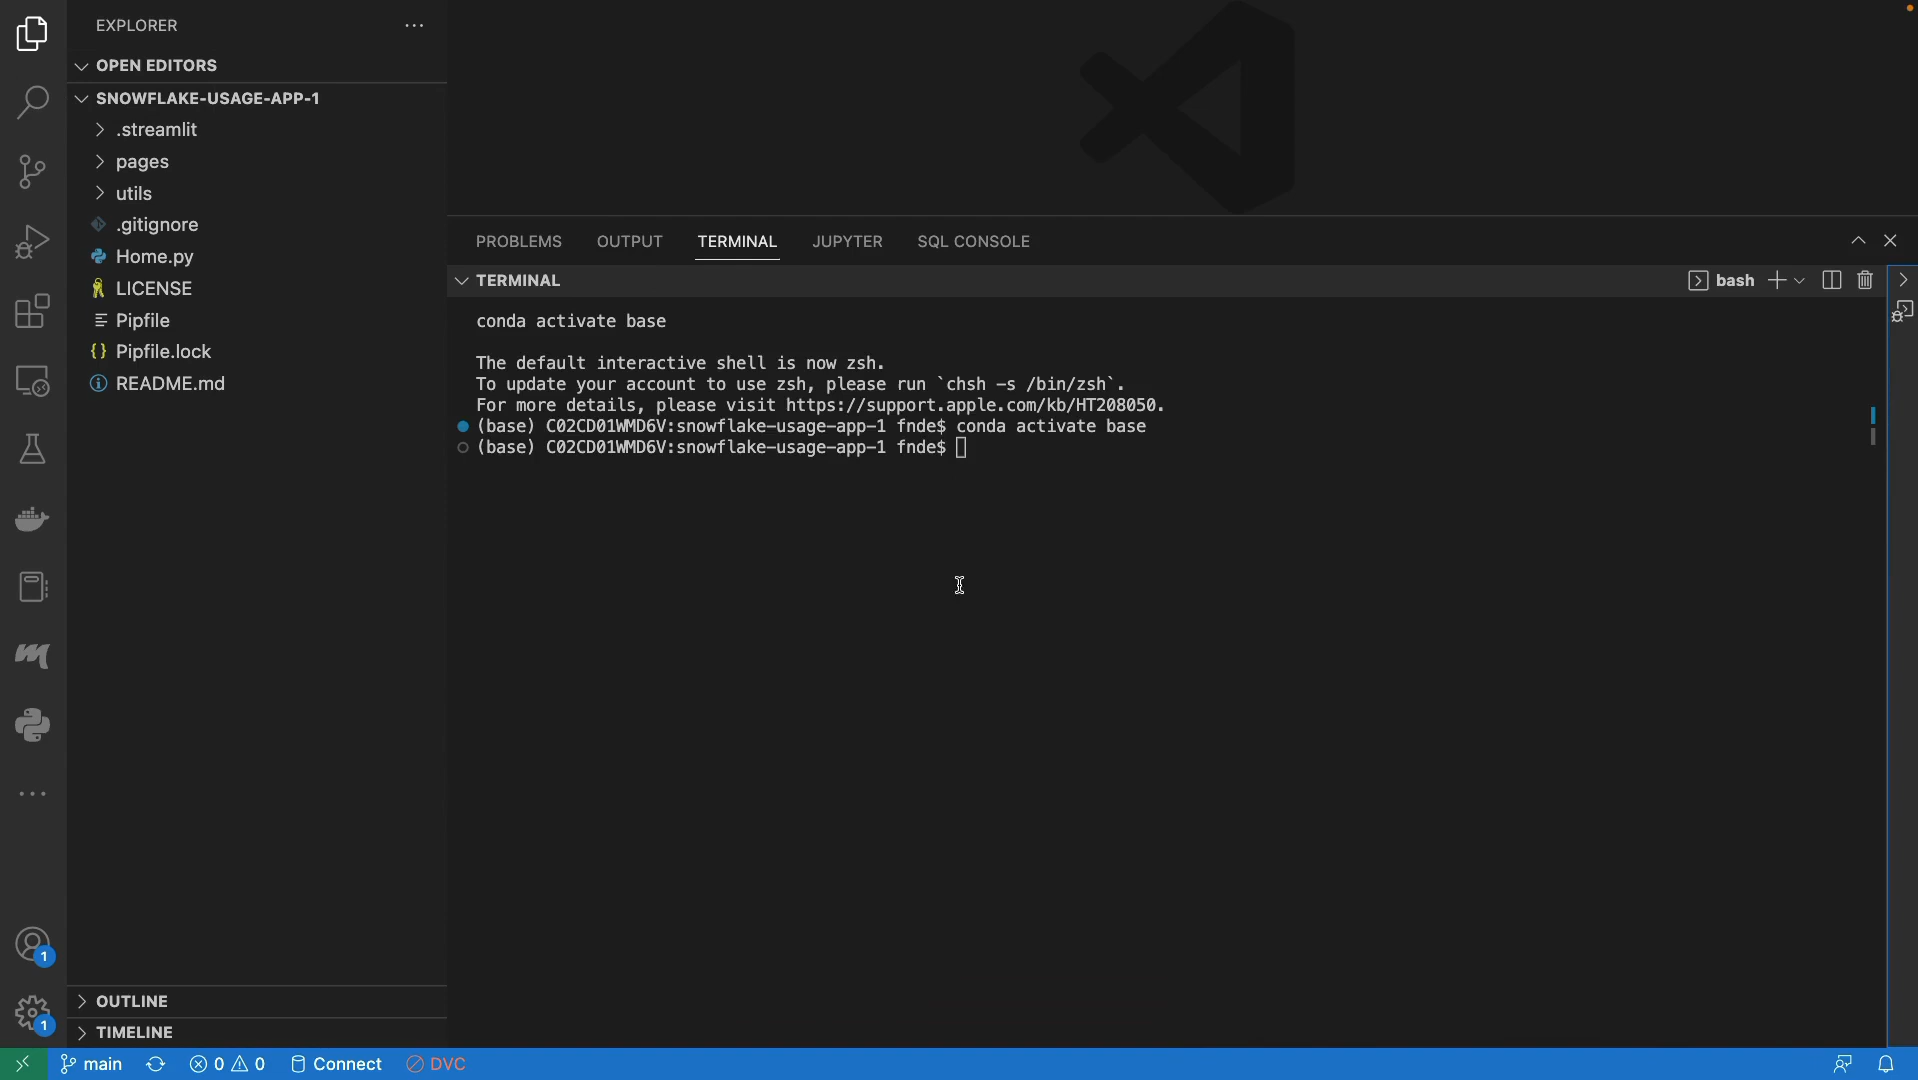 EXPLORER
OPEN EDITORS
SNOWFLAKE-USAGE-APP-1
.streamlit
pages
utils
.gitignore
Home.py
LICENSE
Pipfile
Pipfile.lock
README.md
OUTLINE
TIMELINE
PROBLEMS OUTPUT TERMINAL JUPYTER SQL CONSOLE
TERMINAL
bash
conda activate base
The default interactive shell is now zsh.
To update your account to use zsh, please run `chsh -s /bin/zsh`.
For more details, please visit https://support.apple.com/kb/HT208050.
(base) C02CD01WMD6V:snowflake-usage-app-1 fnde$ conda activate base
(base) C02CD01WMD6V:snowflake-usage-app-1 fnde$
1
1
main 0 0 Connect DVC